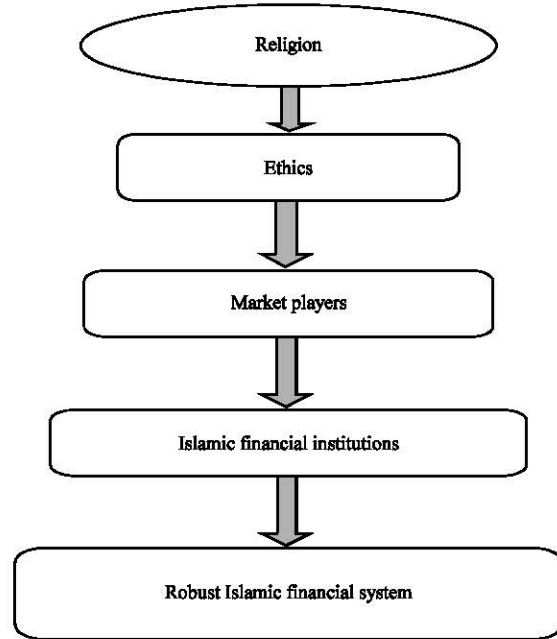 Religion
Ethics
Market players
Islamic financial institutions
Robust Islamic financial system